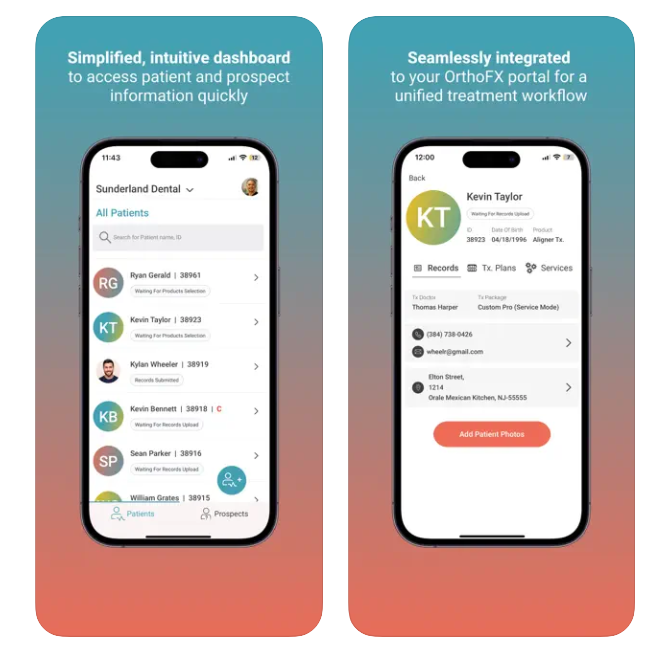 Simplified, intuitive dashboard
to access patient and prospect
information quickly
11:43
12
Sunderland Dental
All Patients
Search for Patient name, ID
RG
Ryan Gerald | 38961
Waiting For Products Selection
KT
Kevin Taylor | 38923
Waiting For Products Selection
Kylan Wheeler | 38919
Records Submitted
KB
Kevin Bennett | 38918 | C
Waiting For Records Upload
SP
Sean Parker | 38916
Waiting For Records Upload
William Grates | 38915
Patients
Prospects
Seamlessly integrated
to your OrthoFX portal for a
unified treatment workflow
12:00
7
Back
KT
Kevin Taylor
Waiting For Records Upload
ID Date Of Birth Product
38923 04/18/1996 Aligner Tx.
Records Tx. Plans Services
Tx Doctor Tx Package
Thomas Harper Custom Pro (Service Mode)
(384) 738-0426
wheelr@gmail.com
Elton Street,
1214
Orale Mexican Kitchen, NJ-55555
Add Patient Photos